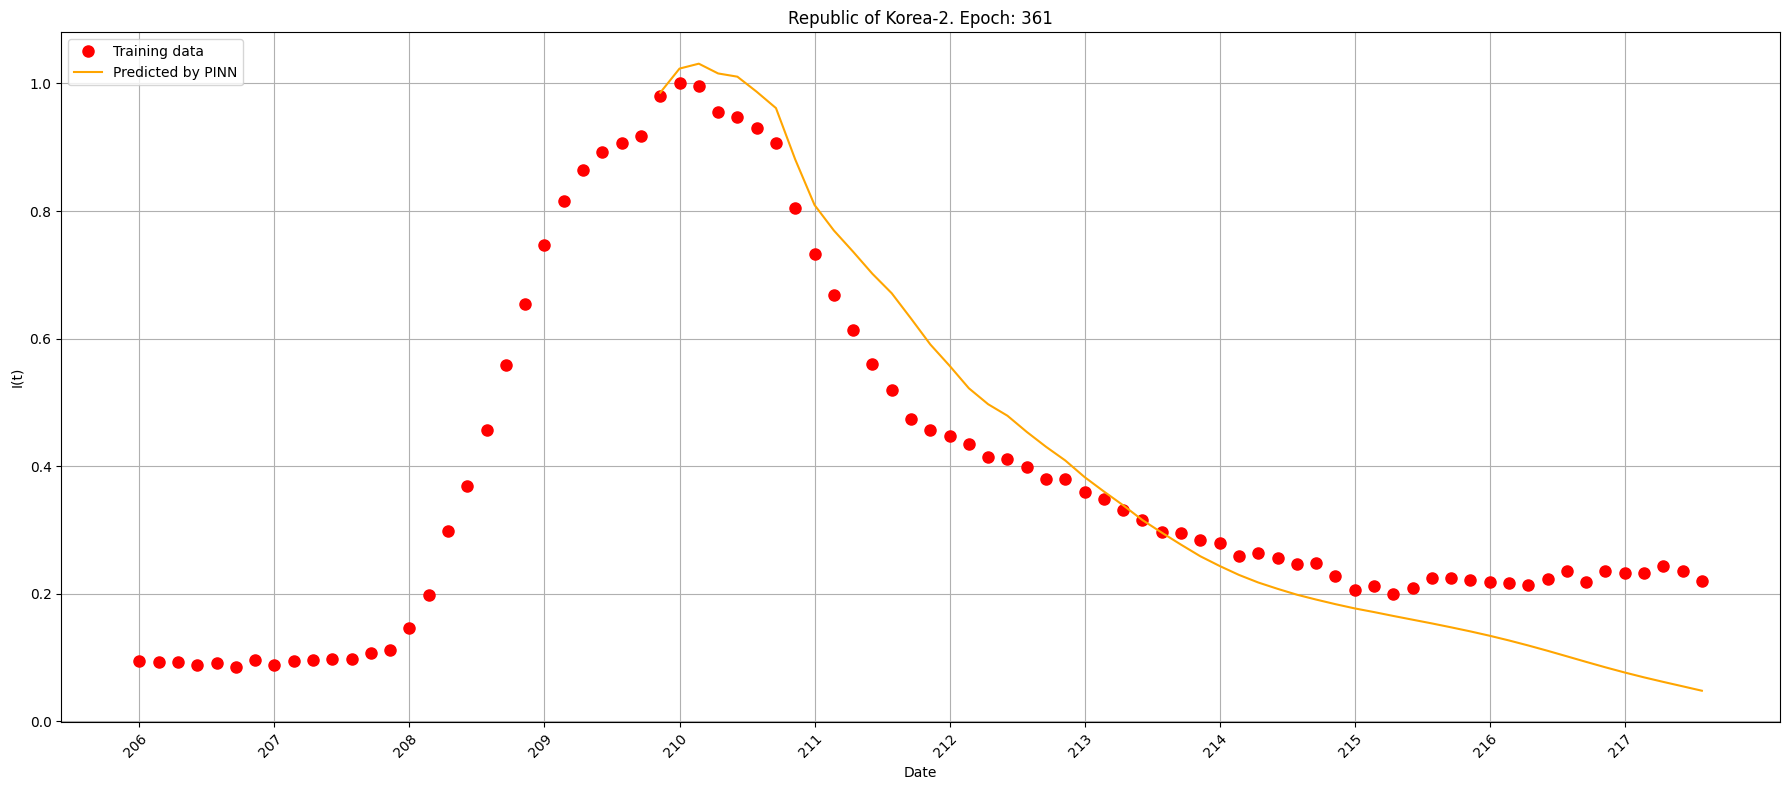 Republic of Korea-2. Epoch: 361
Training data
Predicted by PINN
1.0
0.8
0.6
0.4
0.2
0.0
I(t)
206 207 208 209 210 211 212 213 214 215 216 217
Date